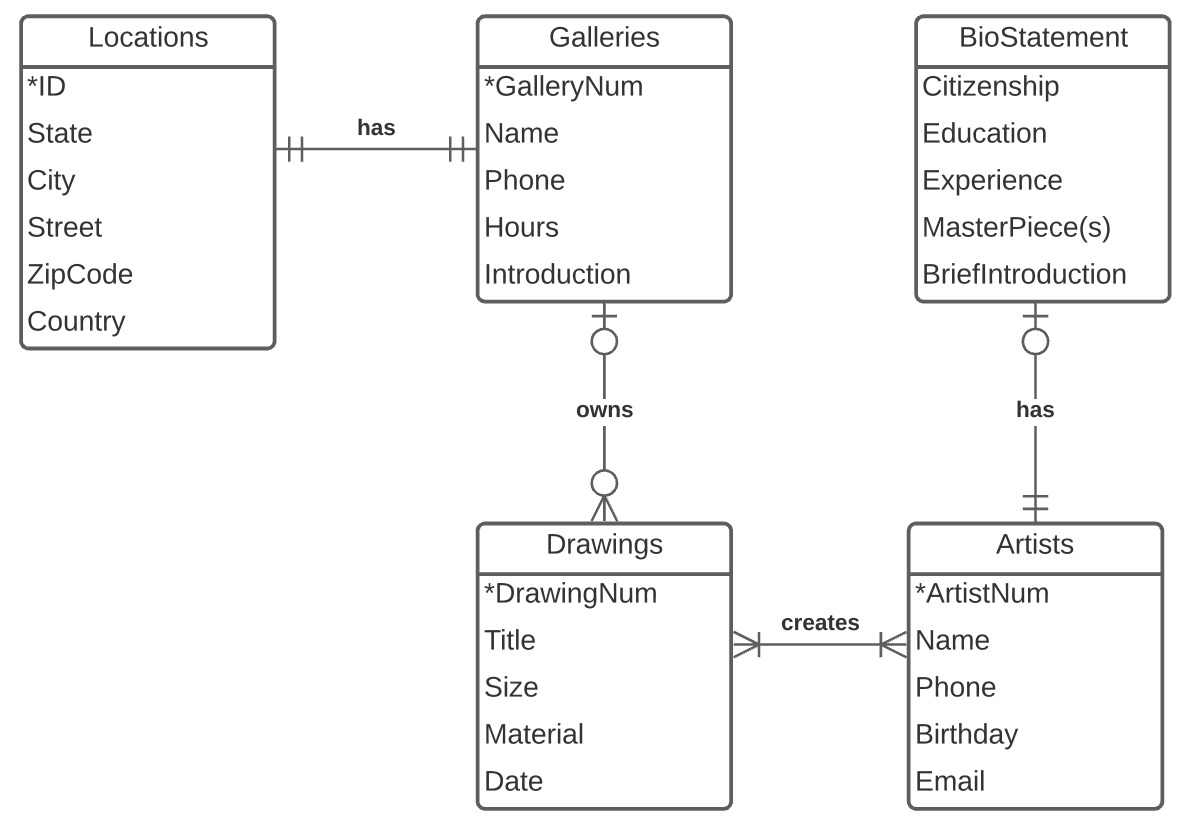 Locations
*ID
State
City
Street
ZipCode
Country
has
Galleries
*GalleryNum
Name
Phone
Hours
Introduction
BioStatement
Citizenship
Education
Experience
MasterPiece(s)
BriefIntroduction
owns
has
Drawings
*DrawingNum
Title
Size
Material
Date
creates
Artists
*ArtistNum
Name
Phone
Birthday
Email